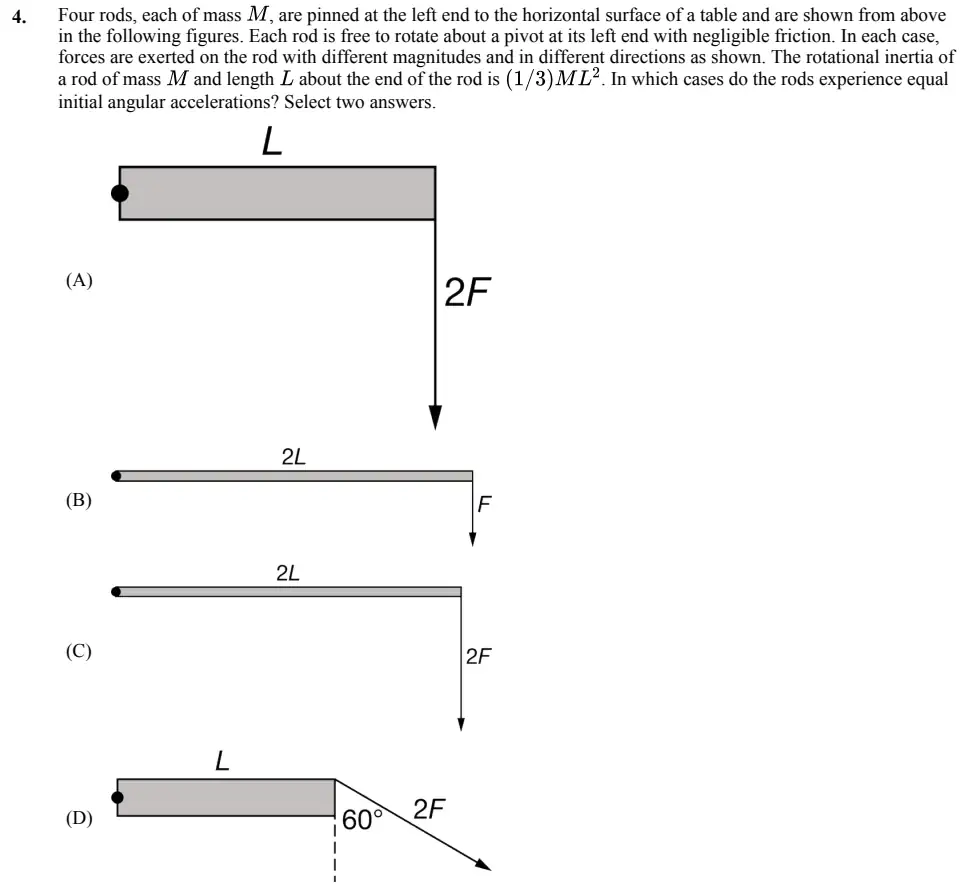 4. Four rods, each of mass M, are pinned at the left end to the horizontal surface of a table and are shown from above
in the following figures. Each rod is free to rotate about a pivot at its left end with negligible friction. In each case,
forces are exerted on the rod with different magnitudes and in different directions as shown. The rotational inertia of
a rod of mass M and length L about the end of the rod is (1/3)ML². In which cases do the rods experience equal
initial angular accelerations? Select two answers.
L
(A)
2F
2L
(B)
F
2L
(C)
2F
L
(D)
60°
2F